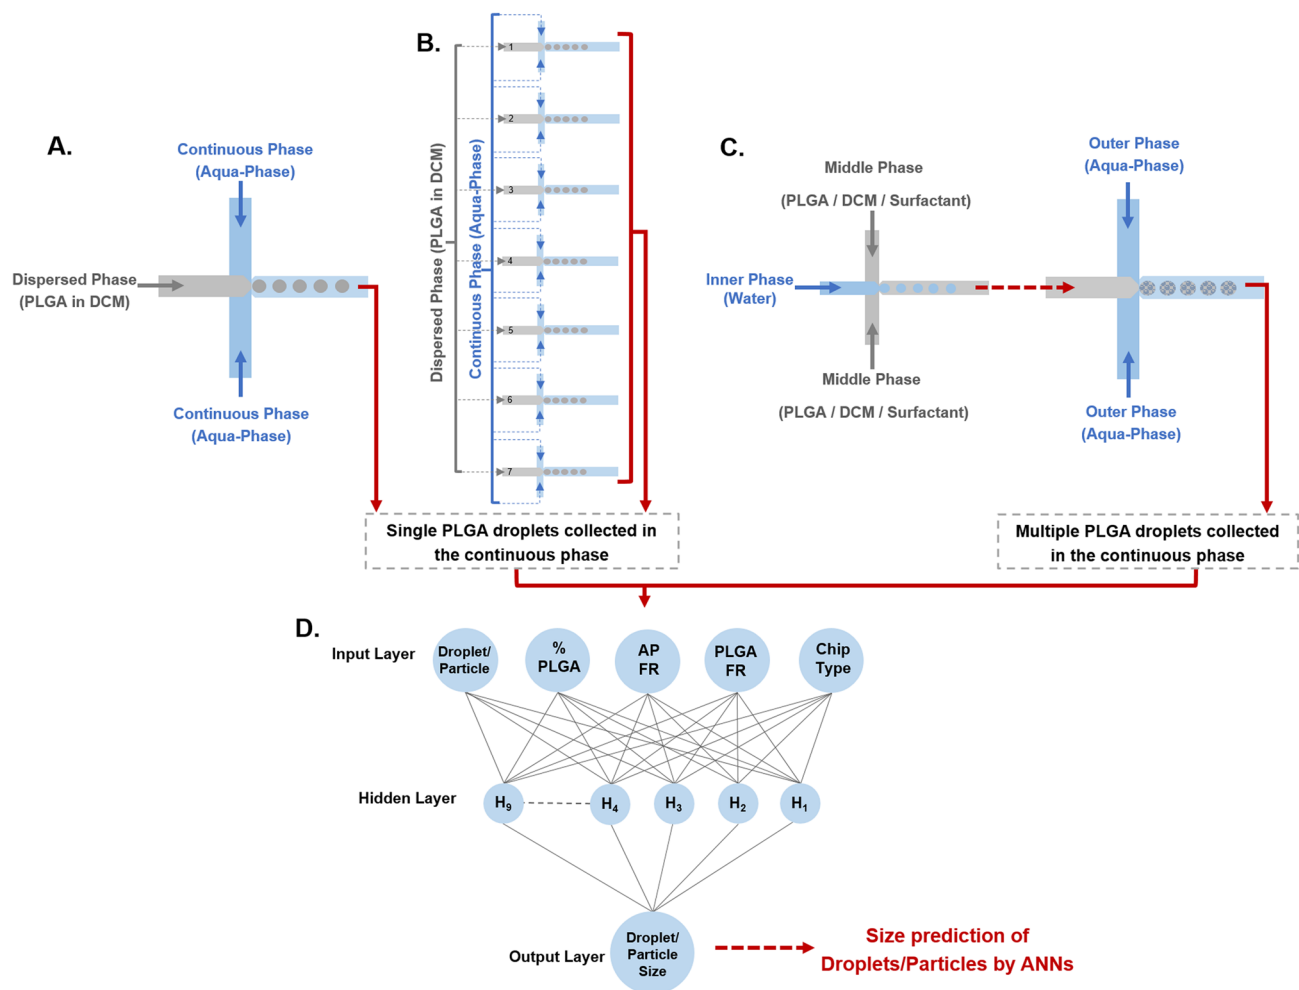 A.
Continuous Phase
(Aqua-Phase)
Dispersed Phase
(PLGA in DCM)
Continuous Phase
(Aqua-Phase)
B.
Dispersed Phase (PLGA in DCM)
Continuous Phase (Aqua-Phase)
1
2
3
4
5
6
7
C.
Middle Phase
(PLGA / DCM / Surfactant)
Inner Phase
(Water)
Middle Phase
(PLGA / DCM / Surfactant)
Outer Phase
(Aqua-Phase)
Outer Phase
(Aqua-Phase)
Single PLGA droplets collected in
the continuous phase
Multiple PLGA droplets collected
in the continuous phase
D.
Input Layer
Droplet/
Particle
%
PLGA
AP
FR
PLGA
FR
Chip
Type
Hidden Layer
H9
H4
H3
H2
H1
Output Layer
Droplet/
Particle
Size
Size prediction of
Droplets/Particles by ANNs